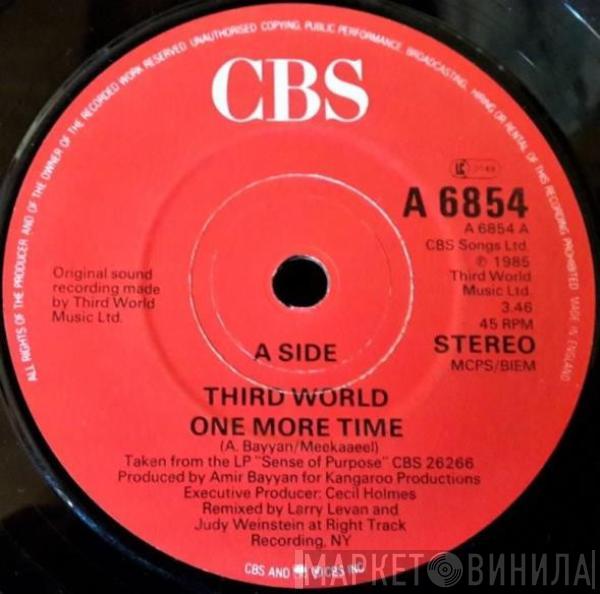 ALL RIGHTS OF THE PRODUCER AND OF THE OWNER OF THE RECORDED WORK RESERVED UNAUTHORISED COPYING, PUBLIC PERFORMANCE, BROADCASTING, HIRING OR RENTAL OF THIS RECORDING PROHIBITED MADE IN ENGLAND
CBS
A 6854
A 6854 A
CBS Songs Ltd.
℗ 1985
Third World
Music Ltd.
3.46
45 RPM
STEREO
MCPS/BIEM
Original sound
recording made
by Third World
Music Ltd.
A SIDE
THIRD WORLD
ONE MORE TIME
(A. Bayyan/Meekaaeel)
Taken from the LP "Sense of Purpose" CBS 26266
Produced by Amir Bayyan for Kangaroo Productions
Executive Producer: Cecil Holmes
Remixed by Larry Levan and
Judy Weinstein at Right Track
Recording, NY
CBS AND CBS INC
МАРКЕТ ВИНИЛА